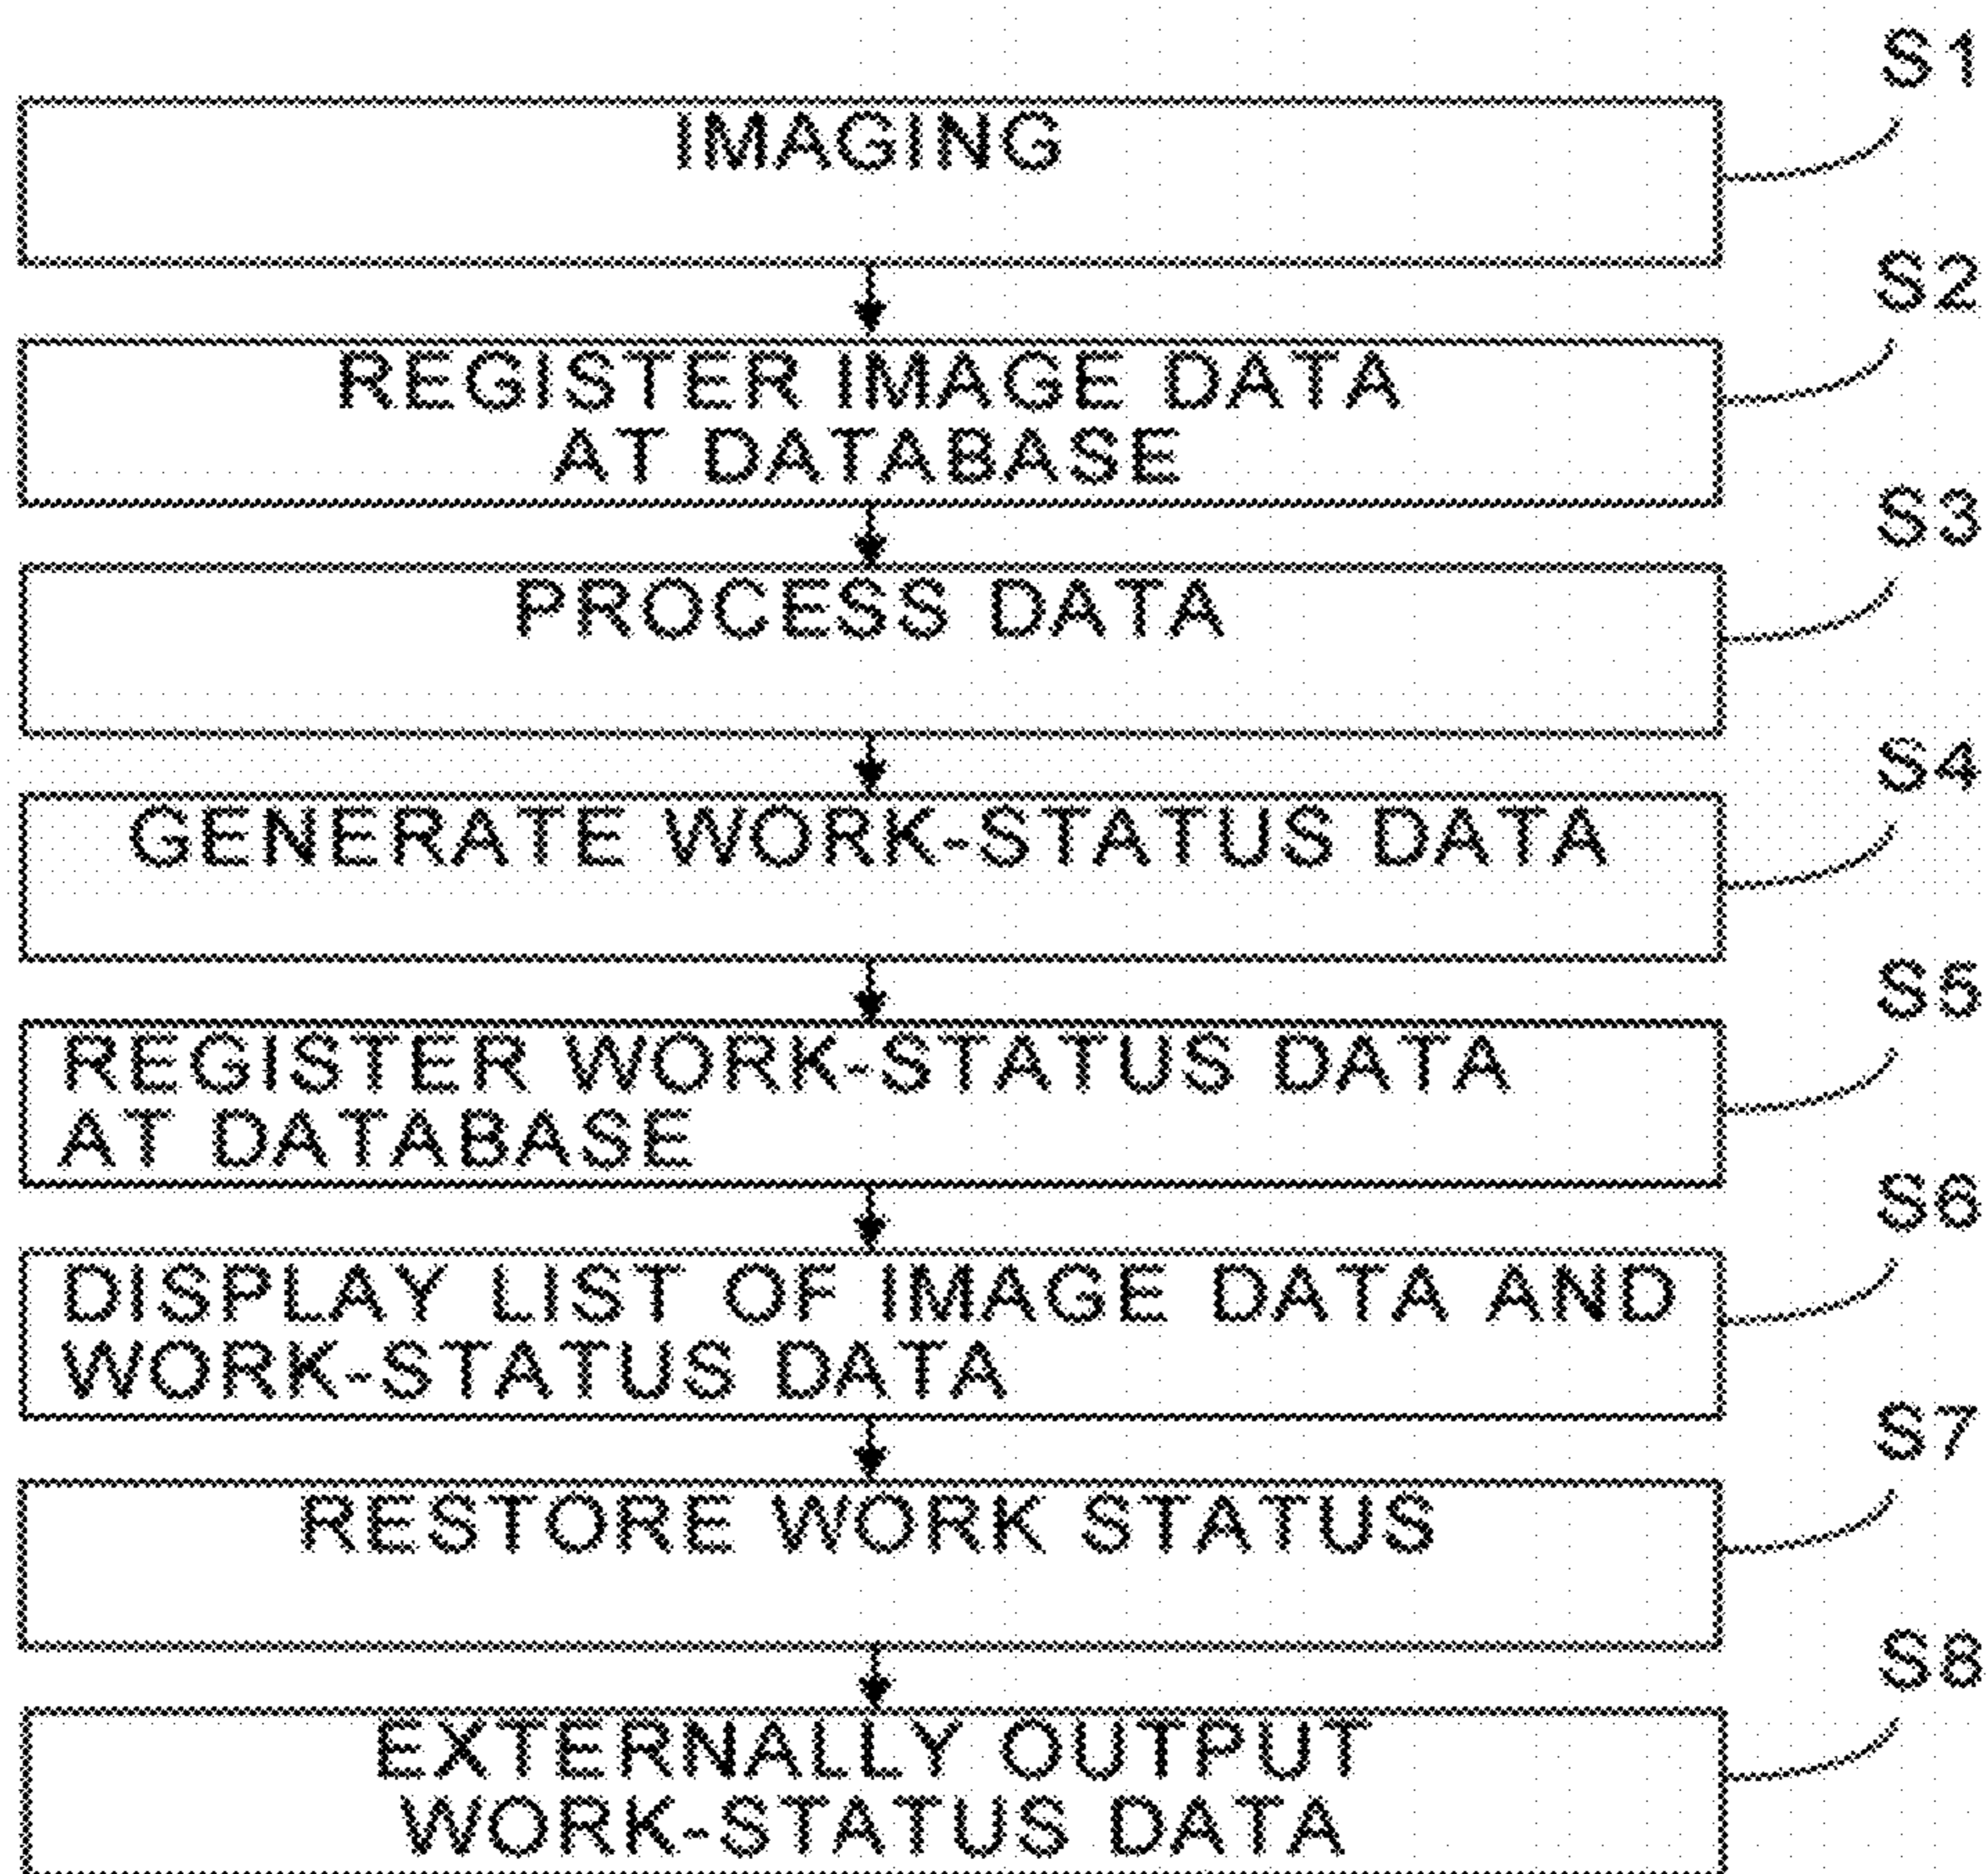 S1
IMAGING
S2
REGISTER IMAGE DATA
AT DATABASE
S3
PROCESS DATA
S4
GENERATE WORK-STATUS DATA
S5
REGISTER WORK-STATUS DATA
AT DATABASE
S6
DISPLAY LIST OF IMAGE DATA AND
WORK-STATUS DATA
S7
RESTORE WORK STATUS
S8
EXTERNALLY OUTPUT
WORK-STATUS DATA